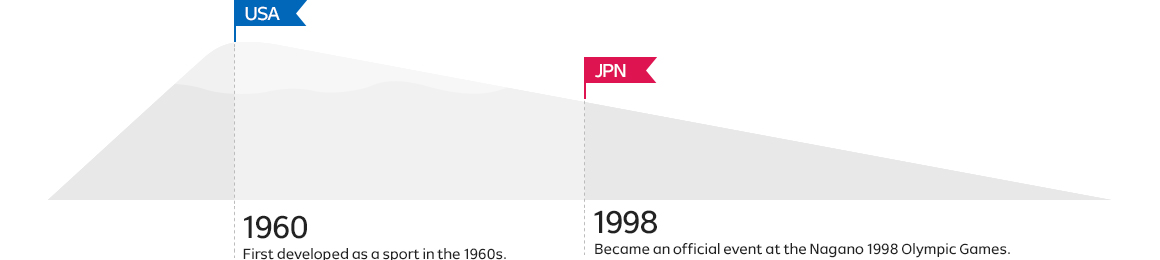 USA
JPN
1960
First developed as a sport in the 1960s.
1998
Became an official event at the Nagano 1998 Olympic Games.